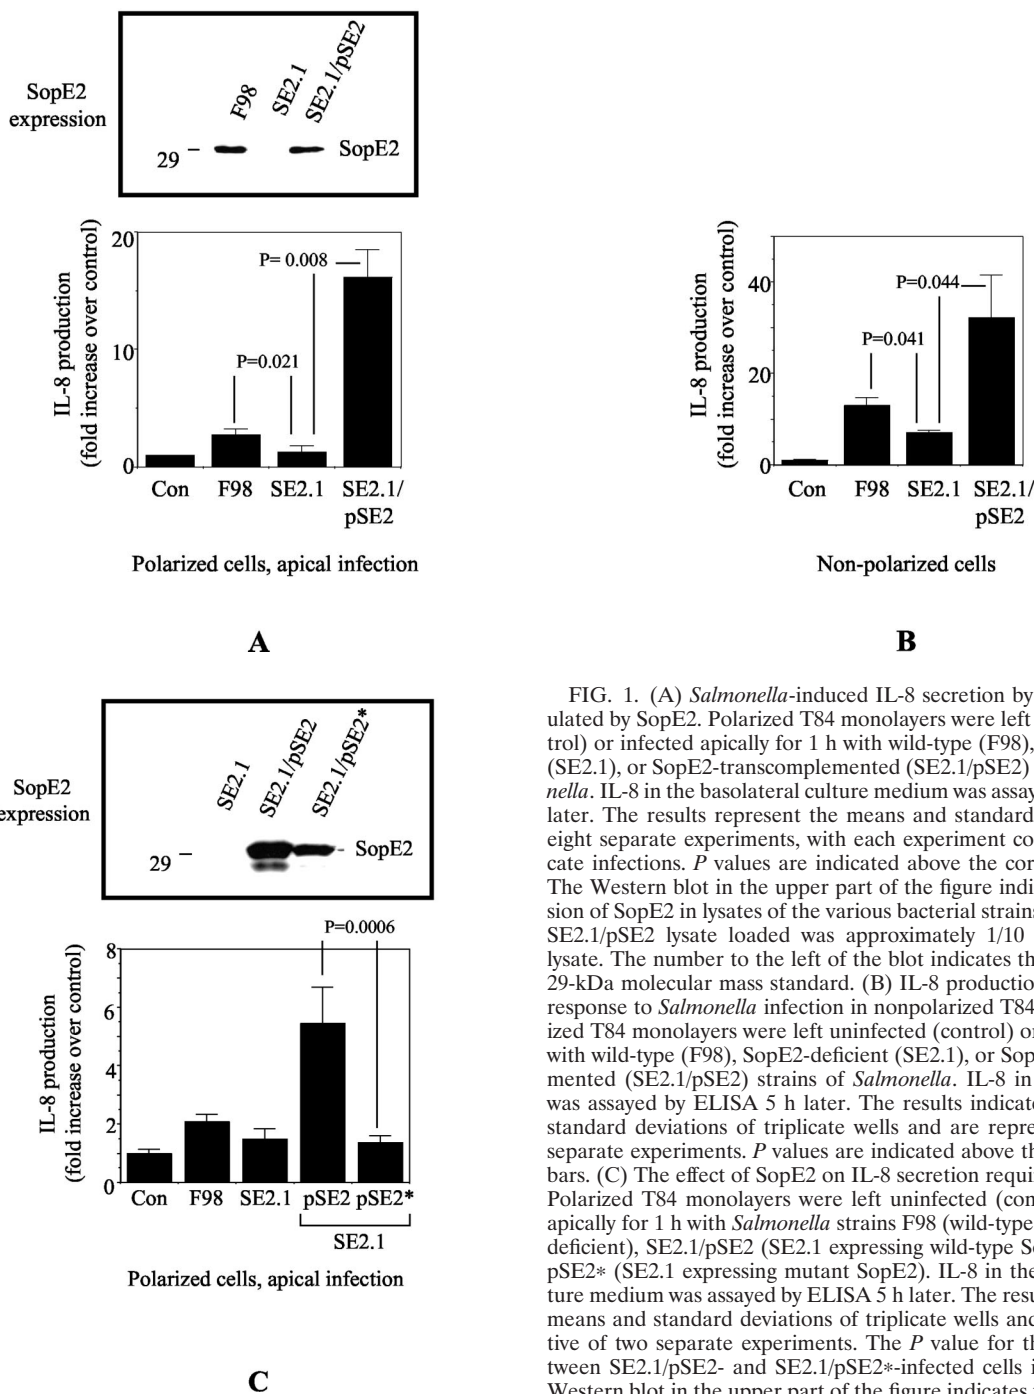 SopE2
expression
F98
SE2.1
SE2.1/pSE2
29
SopE2
IL-8 production
(fold increase over control)
20
10
0
P= 0.008
P=0.021
Con F98 SE2.1 SE2.1/
pSE2
Polarized cells, apical infection
A
IL-8 production
(fold increase over control)
40
20
0
P=0.044
P=0.041
Con F98 SE2.1 SE2.1/
pSE2
Non-polarized cells
B
SopE2
expression
SE2.1
SE2.1/pSE2
SE2.1/pSE2*
29
SopE2
IL-8 production
(fold increase over control)
8
6
4
2
0
P=0.0006
Con F98 SE2.1 pSE2 pSE2*
SE2.1
Polarized cells, apical infection
C
FIG. 1. (A) Salmonella-induced IL-8 secretion by
ulated by SopE2. Polarized T84 monolayers were left
trol) or infected apically for 1 h with wild-type (F98),
(SE2.1), or SopE2-transcomplemented (SE2.1/pSE2)
nella. IL-8 in the basolateral culture medium was assay
later. The results represent the means and standard
eight separate experiments, with each experiment co
cate infections. P values are indicated above the cor
The Western blot in the upper part of the figure indi
sion of SopE2 in lysates of the various bacterial strains
SE2.1/pSE2 lysate loaded was approximately 1/10
lysate. The number to the left of the blot indicates th
29-kDa molecular mass standard. (B) IL-8 productio
response to Salmonella infection in nonpolarized T84
ized T84 monolayers were left uninfected (control) or
with wild-type (F98), SopE2-deficient (SE2.1), or Sop
mented (SE2.1/pSE2) strains of Salmonella. IL-8 in
was assayed by ELISA 5 h later. The results indicate
standard deviations of triplicate wells and are repre
separate experiments. P values are indicated above th
bars. (C) The effect of SopE2 on IL-8 secretion requi
Polarized T84 monolayers were left uninfected (con
apically for 1 h with Salmonella strains F98 (wild-type
deficient), SE2.1/pSE2 (SE2.1 expressing wild-type S
pSE2* (SE2.1 expressing mutant SopE2). IL-8 in the
ture medium was assayed by ELISA 5 h later. The resu
means and standard deviations of triplicate wells and
tive of two separate experiments. The P value for th
tween SE2.1/pSE2- and SE2.1/pSE2*-infected cells i
Western blot in the upper part of the figure indicates